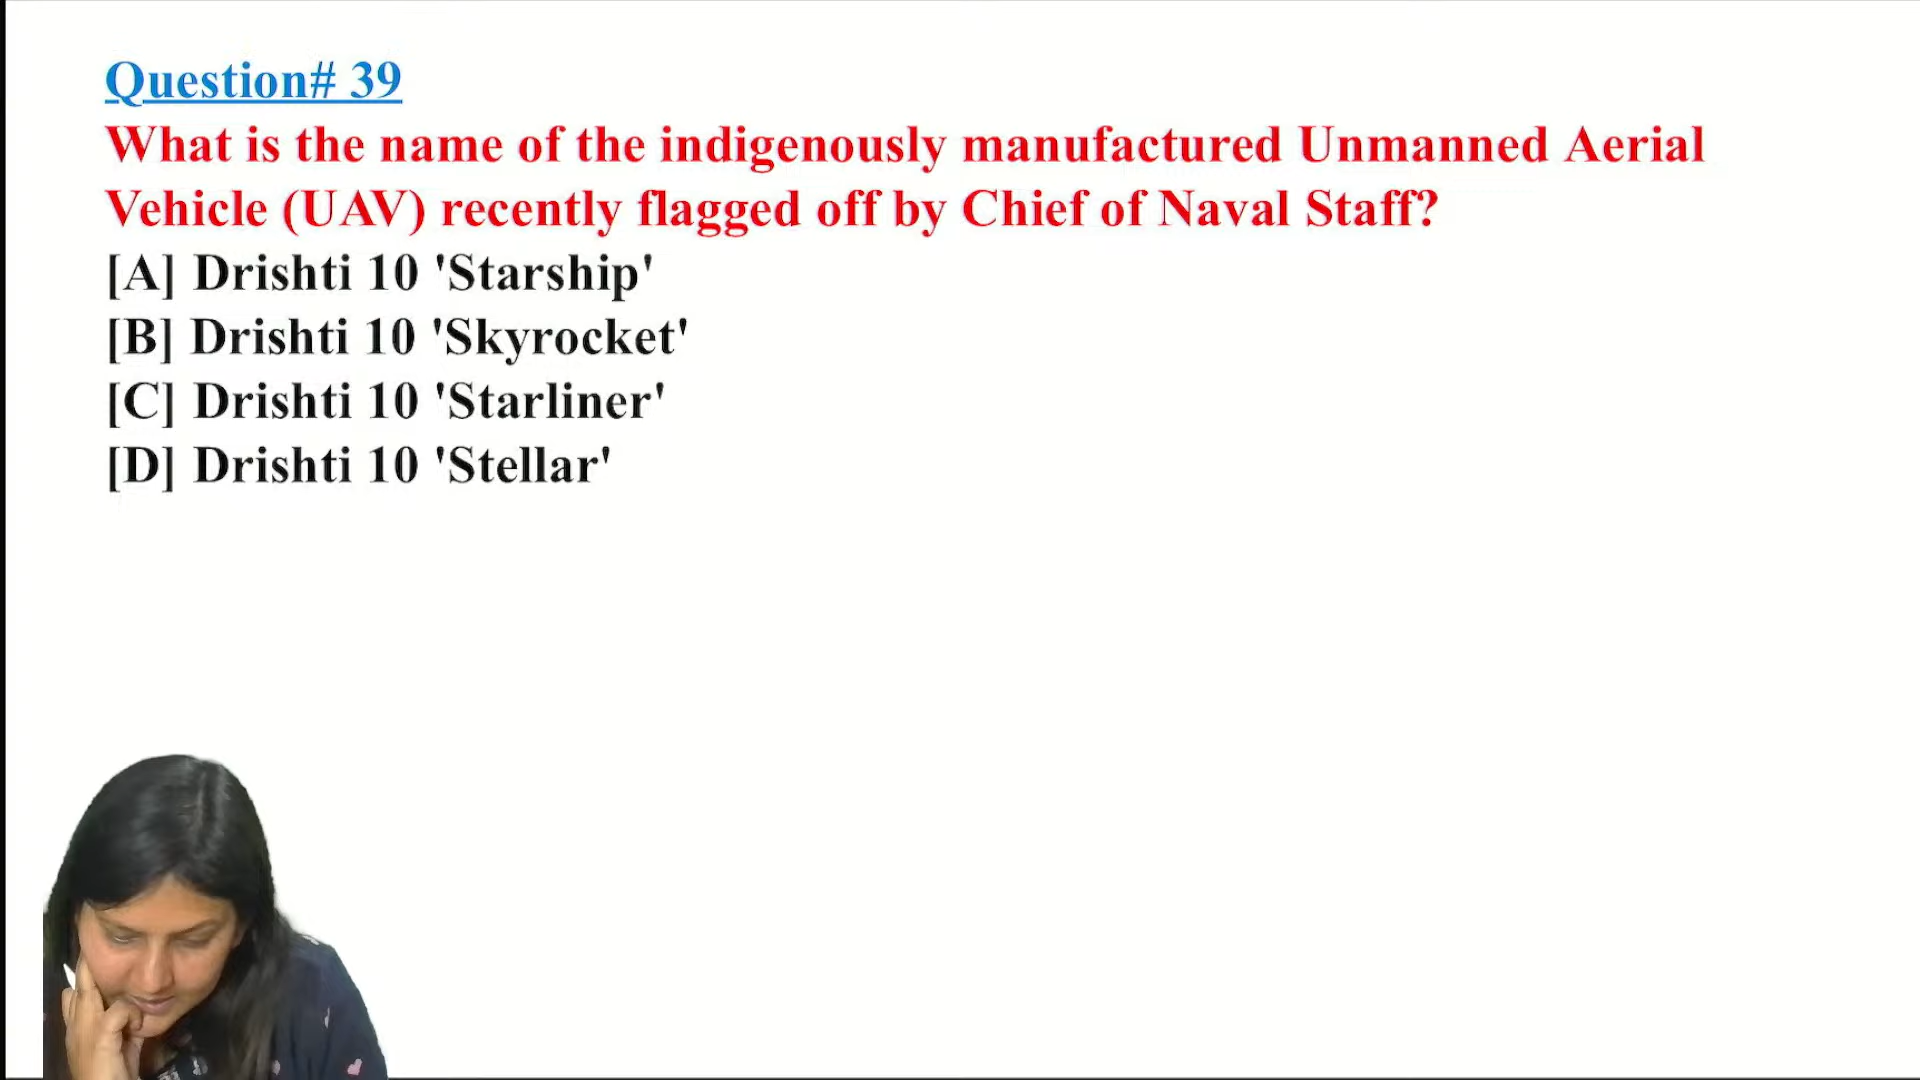 Question# 39
What is the name of the indigenously manufactured Unmanned Aerial
Vehicle (UAV) recently flagged off by Chief of Naval Staff?
[A] Drishti 10 'Starship'
[B] Drishti 10 'Skyrocket'
[C] Drishti 10 'Starliner'
[D] Drishti 10 'Stellar'